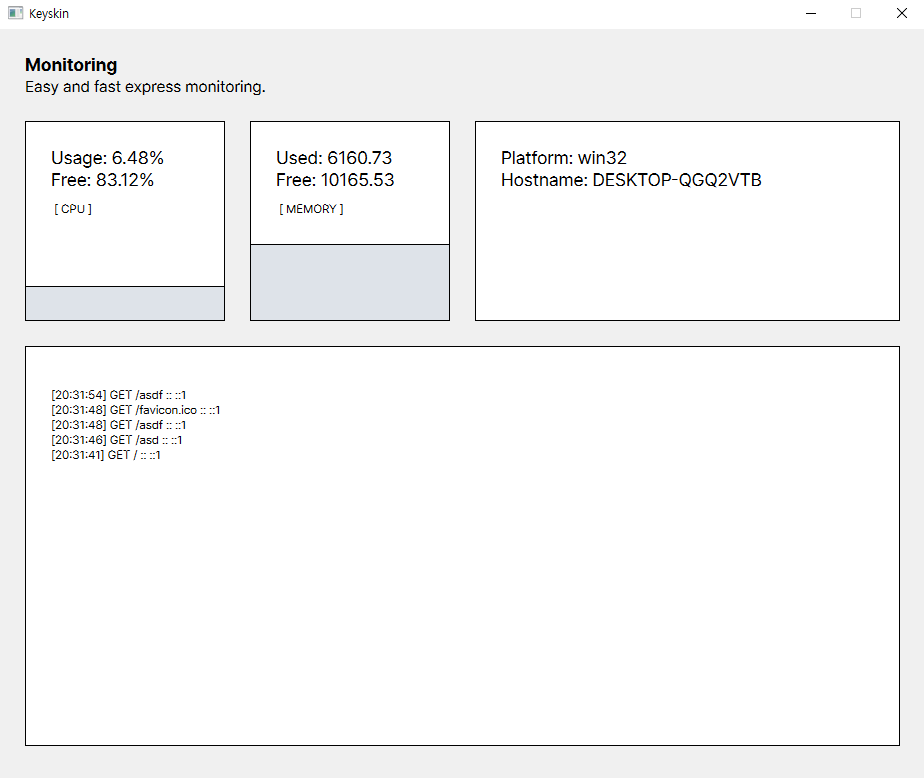 Keyskin
Monitoring
Easy and fast express monitoring.
Usage: 6.48%
Free: 83.12%
[ CPU ]
Used: 6160.73
Free: 10165.53
[ MEMORY ]
Platform: win32
Hostname: DESKTOP-QGQ2VTB
[20:31:54] GET /asdf :: ::1
[20:31:48] GET /favicon.ico :: ::1
[20:31:48] GET /asdf :: ::1
[20:31:46] GET /asd :: ::1
[20:31:41] GET / :: ::1